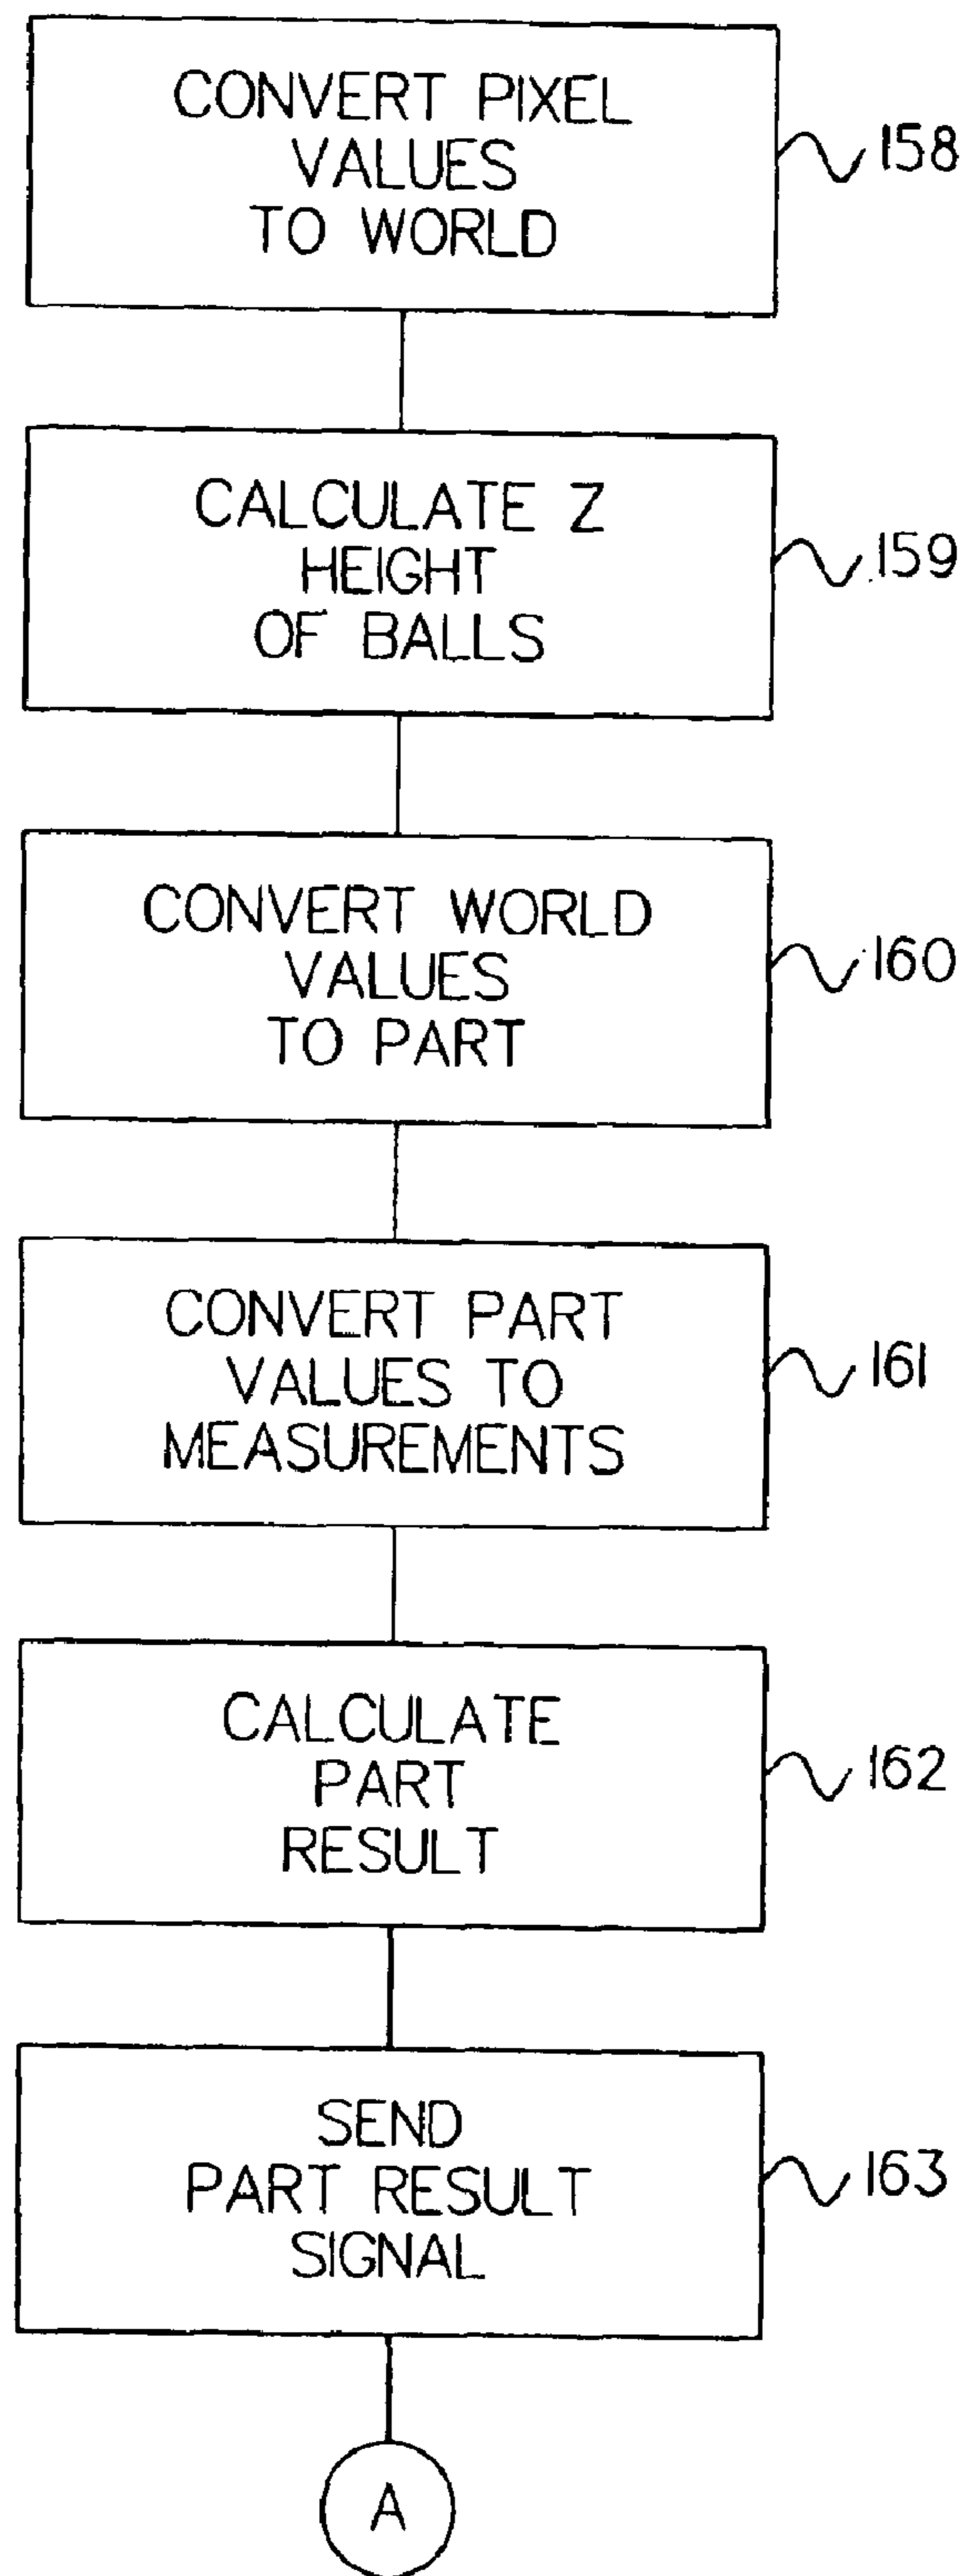 CONVERT PIXEL
VALUES
TO WORLD
158
CALCULATE Z
HEIGHT
OF BALLS
159
CONVERT WORLD
VALUES
TO PART
160
CONVERT PART
VALUES TO
MEASUREMENTS
161
CALCULATE
PART
RESULT
162
SEND
PART RESULT
SIGNAL
163
A